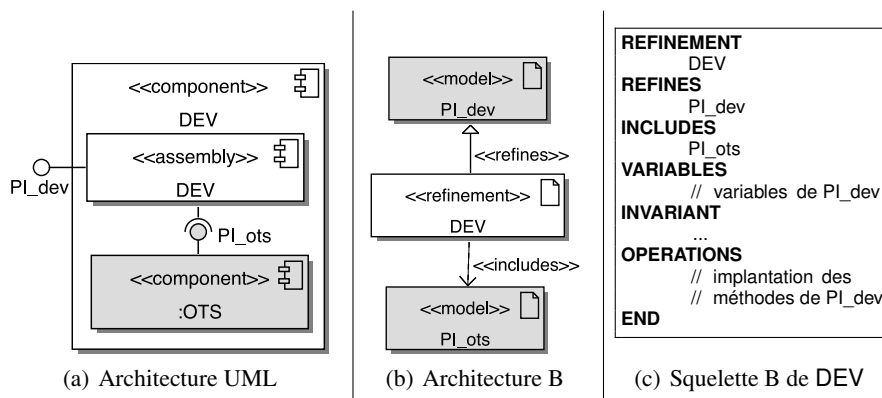 <<component>>
DEV
<<assembly>>
DEV
PI_dev
PI_ots
<<component>>
:OTS
(a) Architecture UML
<<model>>
PI_dev
<<refines>>
<<refinement>>
DEV
<<includes>>
<<model>>
PI_ots
(b) Architecture B
REFINEMENT
DEV
REFINES
PI_dev
INCLUDES
PI_ots
VARIABLES
// variables de PI_dev
INVARIANT
...
OPERATIONS
// implantation des
// méthodes de PI_dev
END
(c) Squelette B de DEV